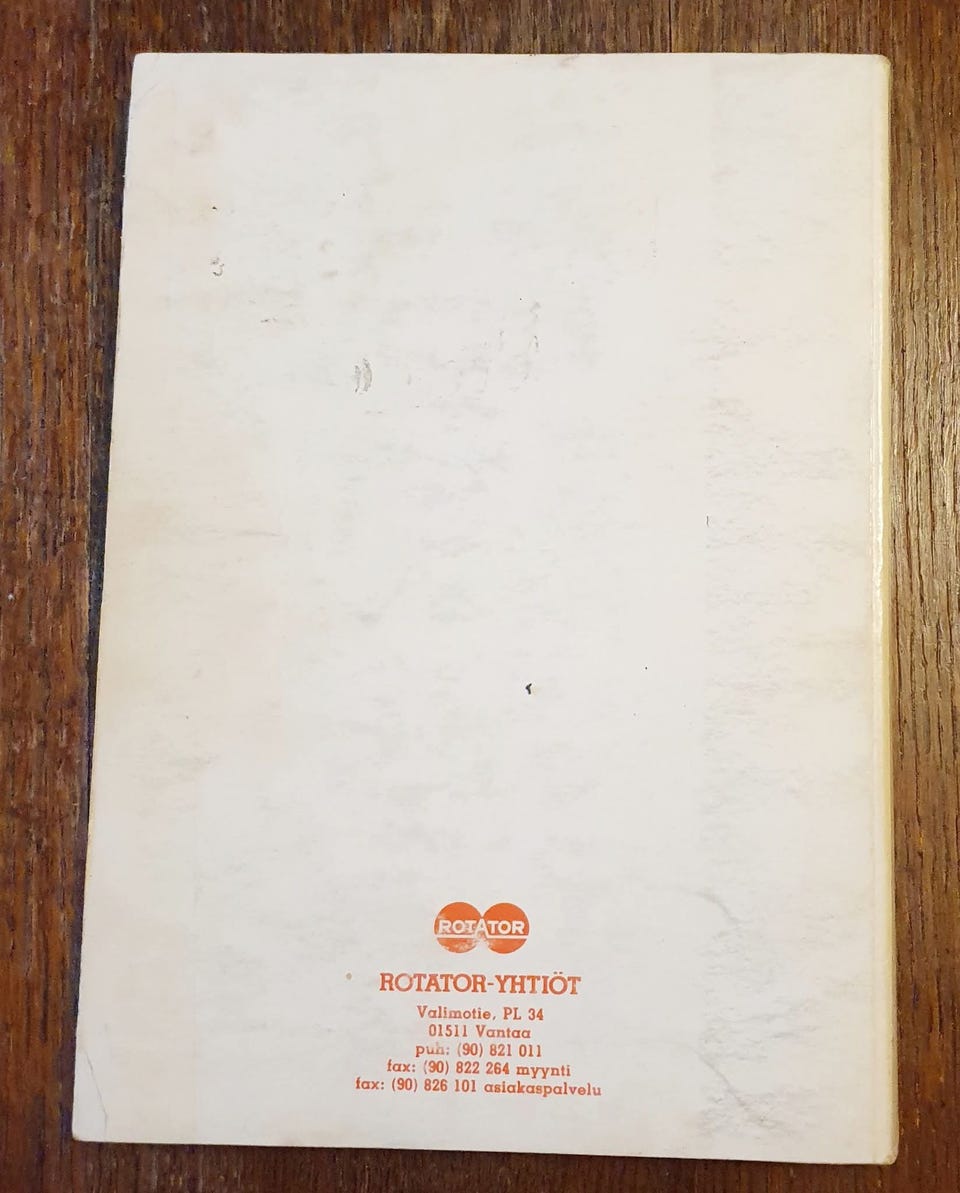 ROTATOR
ROTATOR-YHTIÖT
Valimotie, PL 34
01511 Vantaa
puh: (90) 821 011
fax: (90) 822 264 myynti
fax: (90) 826 101 asiakaspalvelu